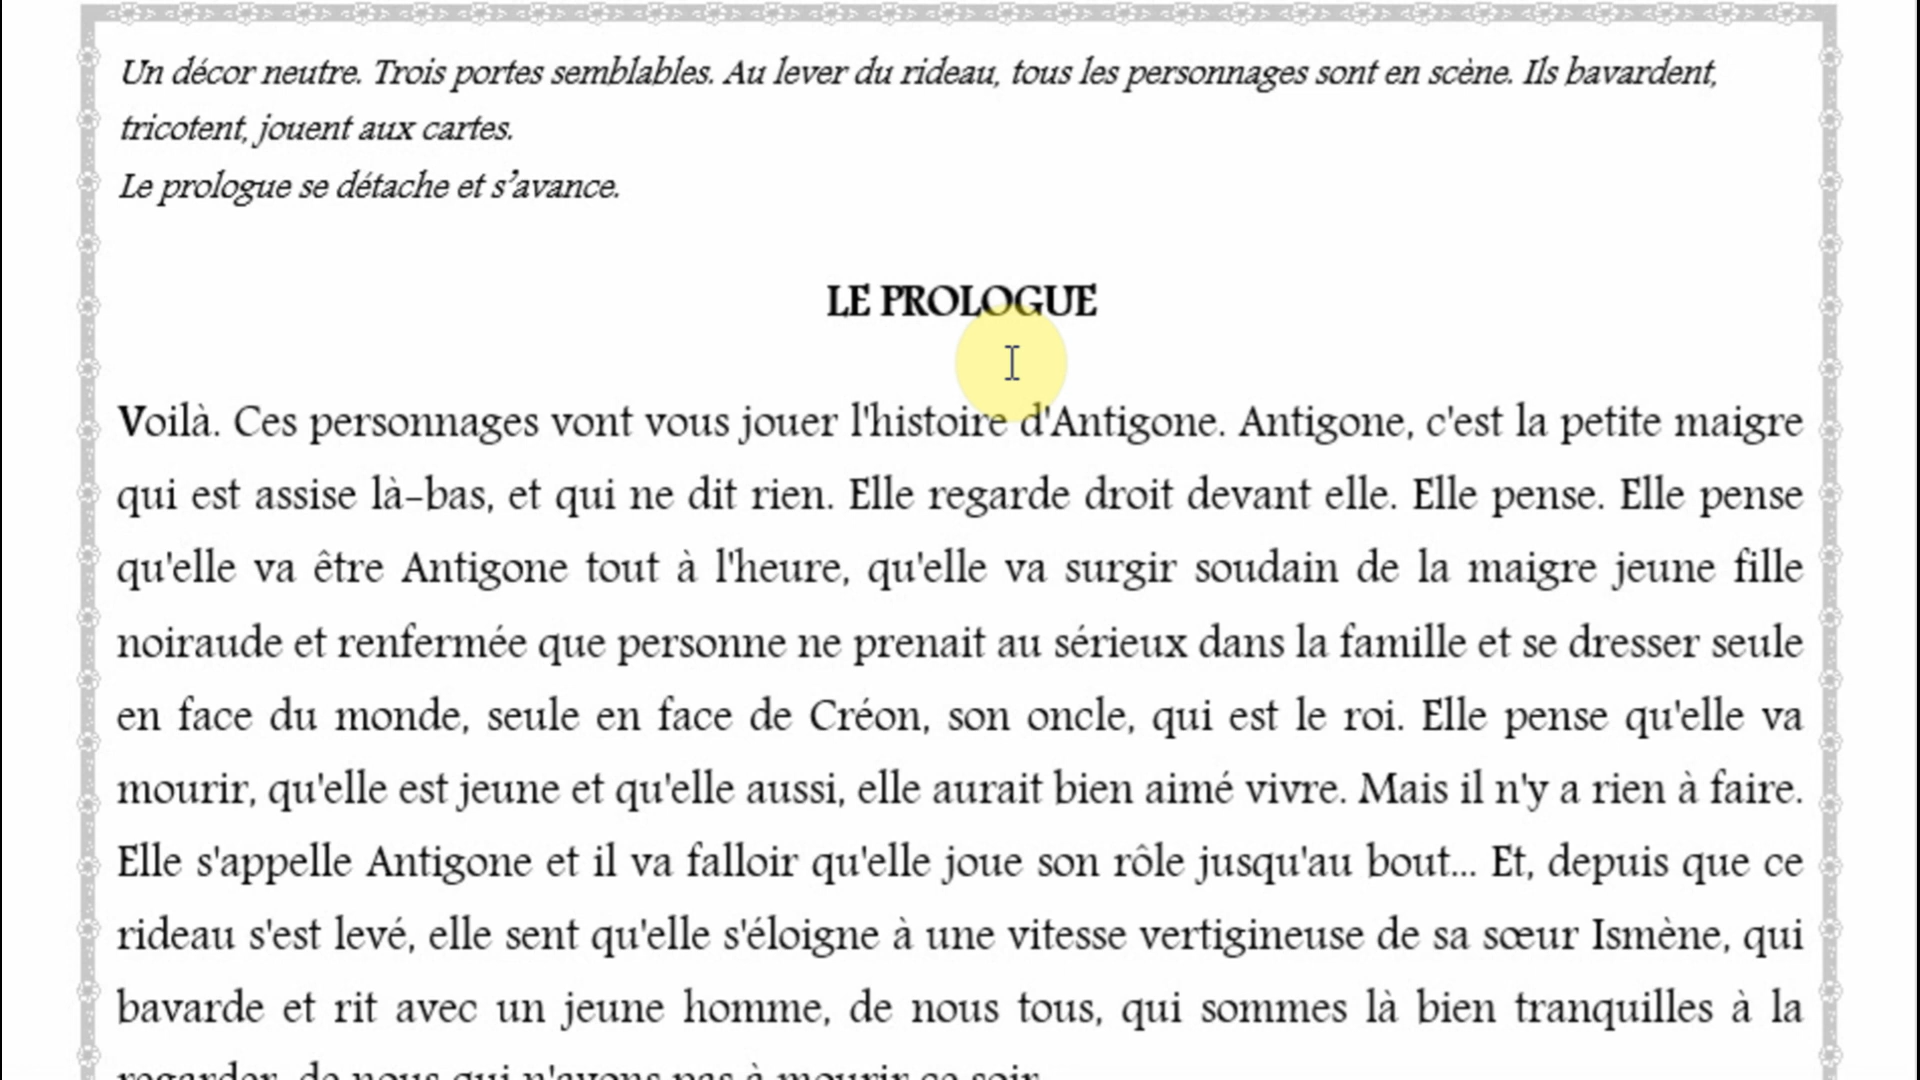 Un décor neutre. Trois portes semblables. Au lever du rideau, tous les personnages sont en scène. Ils bavardent,
tricotent, jouent aux cartes.
Le prologue se détache et s’avance.
LE PROLOGUE
Voilà. Ces personnages vont vous jouer l'histoire d'Antigone. Antigone, c'est la petite maigre
qui est assise là-bas, et qui ne dit rien. Elle regarde droit devant elle. Elle pense. Elle pense
qu'elle va être Antigone tout à l'heure, qu'elle va surgir soudain de la maigre jeune fille
noiraude et renfermée que personne ne prenait au sérieux dans la famille et se dresser seule
en face du monde, seule en face de Créon, son oncle, qui est le roi. Elle pense qu'elle va
mourir, qu'elle est jeune et qu'elle aussi, elle aurait bien aimé vivre. Mais il n'y a rien à faire.
Elle s'appelle Antigone et il va falloir qu'elle joue son rôle jusqu'au bout... Et, depuis que ce
rideau s'est levé, elle sent qu'elle s'éloigne à une vitesse vertigineuse de sa sœur Ismène, qui
bavarde et rit avec un jeune homme, de nous tous, qui sommes là bien tranquilles à la
regarder, de nous qui n'avons pas à mourir ce soir.